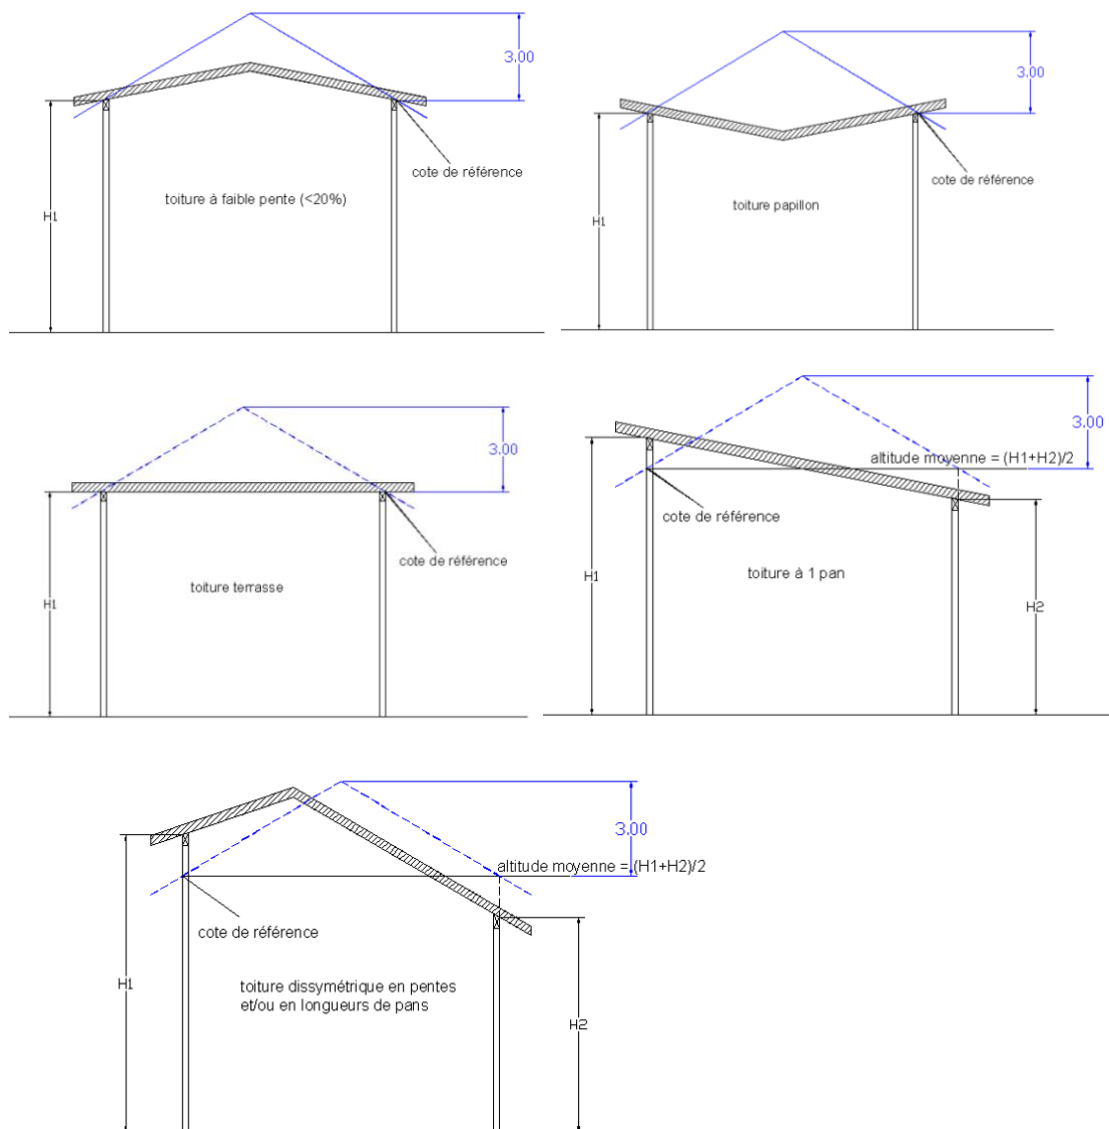 3.00
cote de référence
H1
toiture à faible pente (<20%)
3.00
cote de référence
H1
toiture papillon
3.00
cote de référence
H1
toiture terrasse
3.00
altitude moyenne = (H1+H2)/2
cote de référence
H1
toiture à 1 pan
H2
3.00
altitude moyenne = (H1+H2)/2
cote de référence
H1
toiture dissymétrique en pentes
et/ou en longueurs de pans
H2